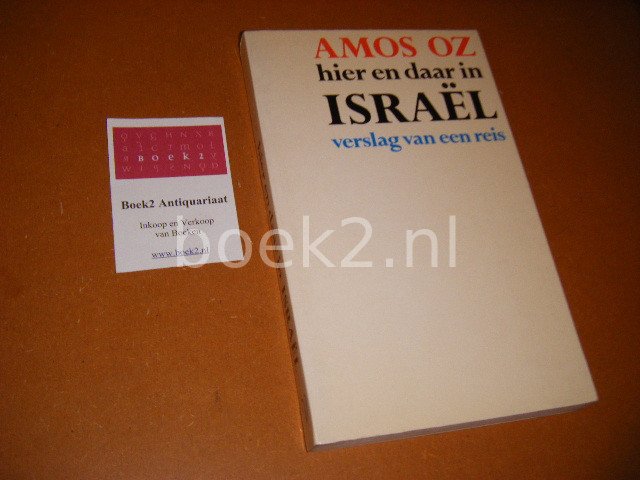 AMOS OZ
hier en daar in
ISRAËL
verslag van een reis
BOEK2
Boek2 Antiquariaat
Inkoop en Verkoop
van Boeken
www.boek2.nl
boek2.nl